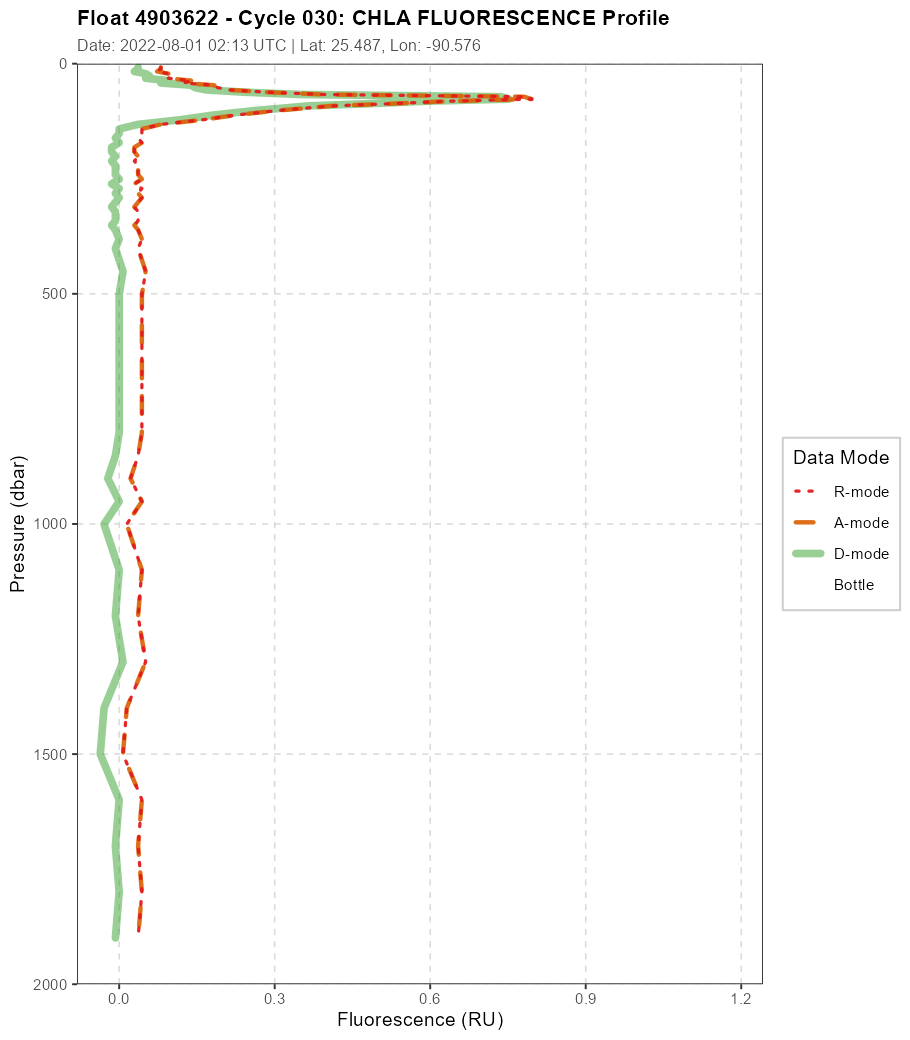 Float 4903622 - Cycle 030: CHLA FLUORESCENCE Profile
Date: 2022-08-01 02:13 UTC | Lat: 25.487, Lon: -90.576
0
500
1000
1500
2000
Pressure (dbar)
0.0 0.3 0.6 0.9 1.2
Fluorescence (RU)
Data Mode
R-mode
A-mode
D-mode
Bottle